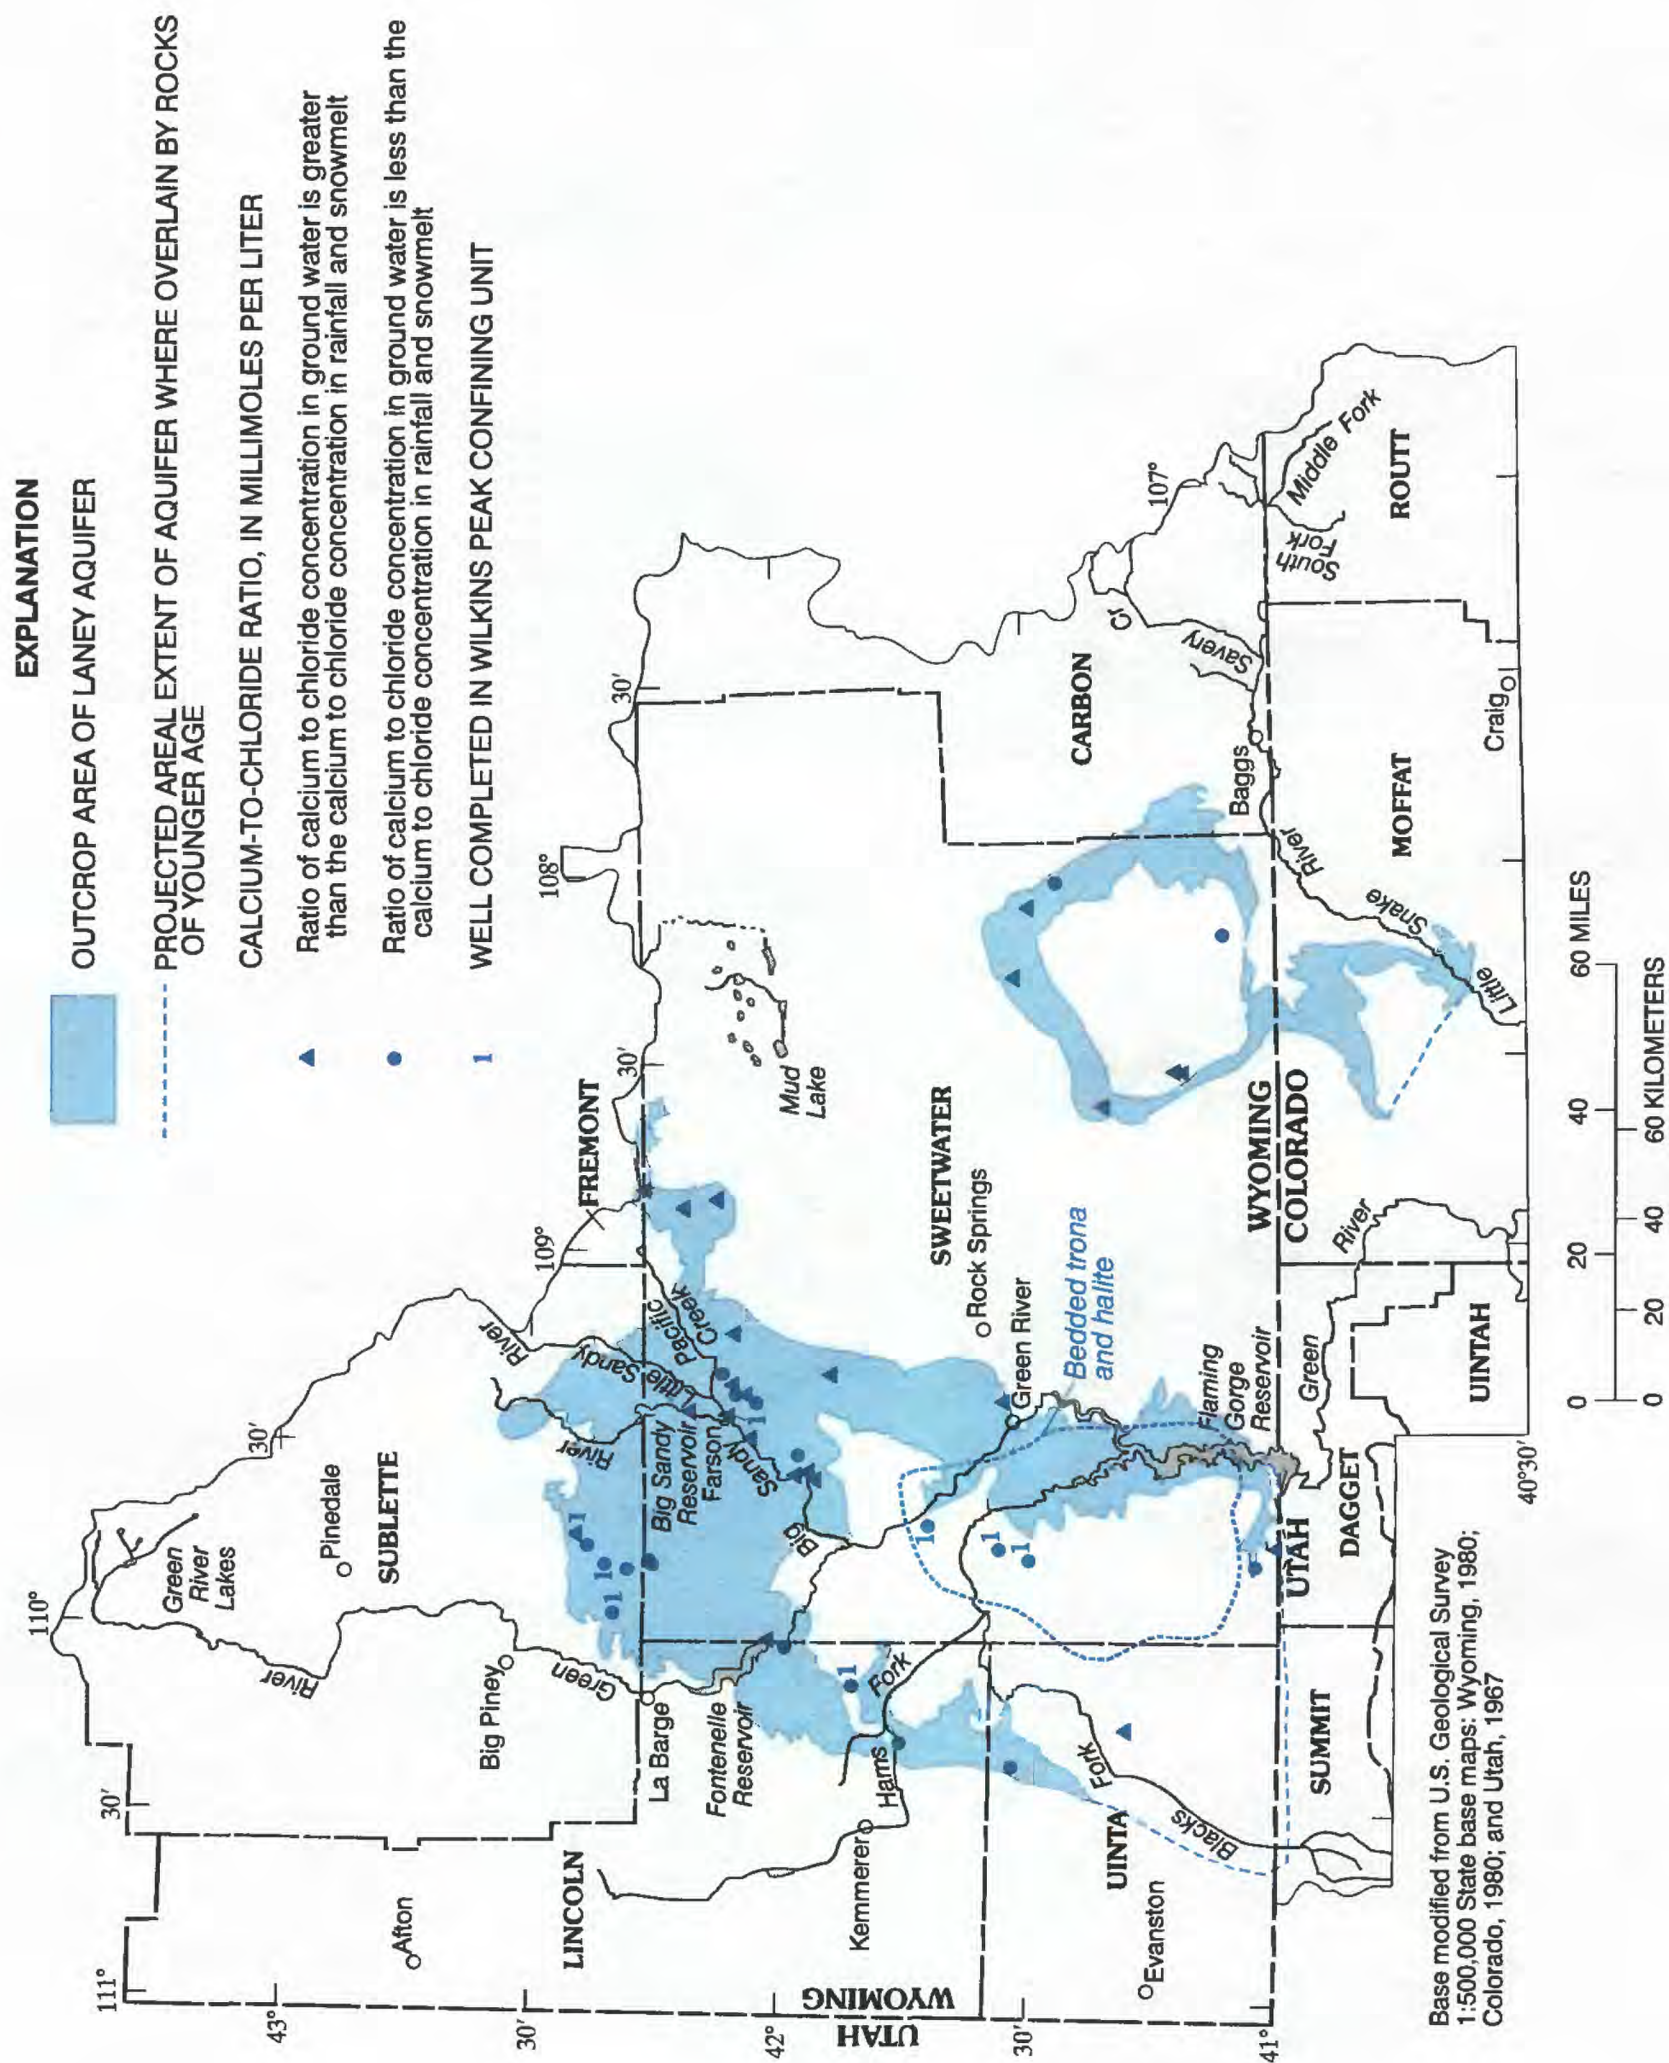 EXPLANATION
OUTCROP AREA OF LANEY AQUIFER
PROJECTED AREAL EXTENT OF AQUIFER WHERE OVERLAIN BY ROCKS
OF YOUNGER AGE
CALCIUM-TO-CHLORIDE RATIO, IN MILLIMOLES PER LITER
Ratio of calcium to chloride concentration in ground water is greater
than the calcium to chloride concentration in rainfall and snowmelt
Ratio of calcium to chloride concentration in ground water is less than the
calcium to chloride concentration in rainfall and snowmelt
1
WELL COMPLETED IN WILKINS PEAK CONFINING UNIT
111°
30'
110°
30'
109°
30'
108°
30'
107°
43°
30'
42°
30'
41°
40°30'
Green
River
Lakes
Pinedale
SUBLETTE
River
Big Piney
Green
Afton
LINCOLN
La Barge
Fontenelle
Reservoir
Kemmerer
Hams
Fork
WYOMING
UTAH
Evanston
UINTA
Blacks
Fork
SUMMIT
UTAH
DAGGET
UINTAH
River
Little
Sandy
River
Pacific
Creek
Big Sandy
Reservoir
Farson
Sandy
Big
1
1
1
1
1
1
1
1
FREMONT
Mud
Lake
SWEETWATER
Rock Springs
Green River
Bedded trona
and halite
Flaming
Gorge
Reservoir
Green
River
WYOMING
COLORADO
CARBON
Savery
Cr
Baggs
River
Snake
Little
MOFFAT
Craig
ROUTT
South
Fork
Middle Fork
0 20 40 60 MILES
0 20 40 60 KILOMETERS
Base modified from U.S. Geological Survey
1:500,000 State base maps: Wyoming, 1980;
Colorado, 1980; and Utah, 1967